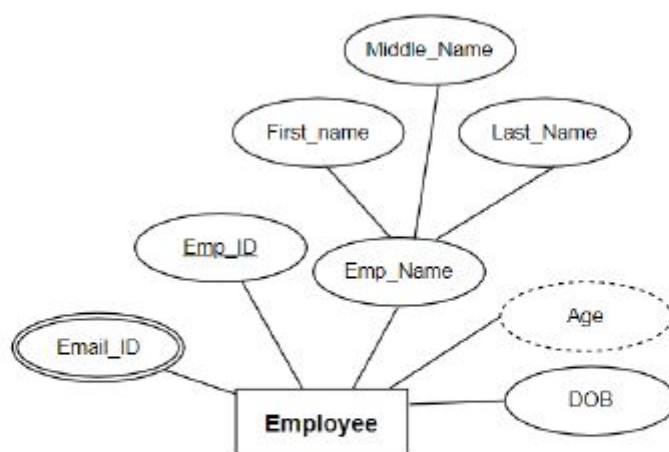 Middle_Name
First_name
Last_Name
Emp_ID
Emp_Name
Age
Email_ID
DOB
Employee